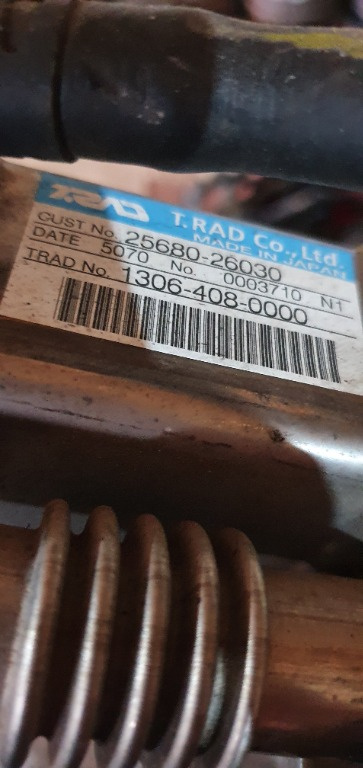 T.RAD T.RAD Co., Ltd.
MADE IN JAPAN
CUST No. 25680-26030
DATE 5070 No. 0003710 N1
TRAD No. 1306-408-0000